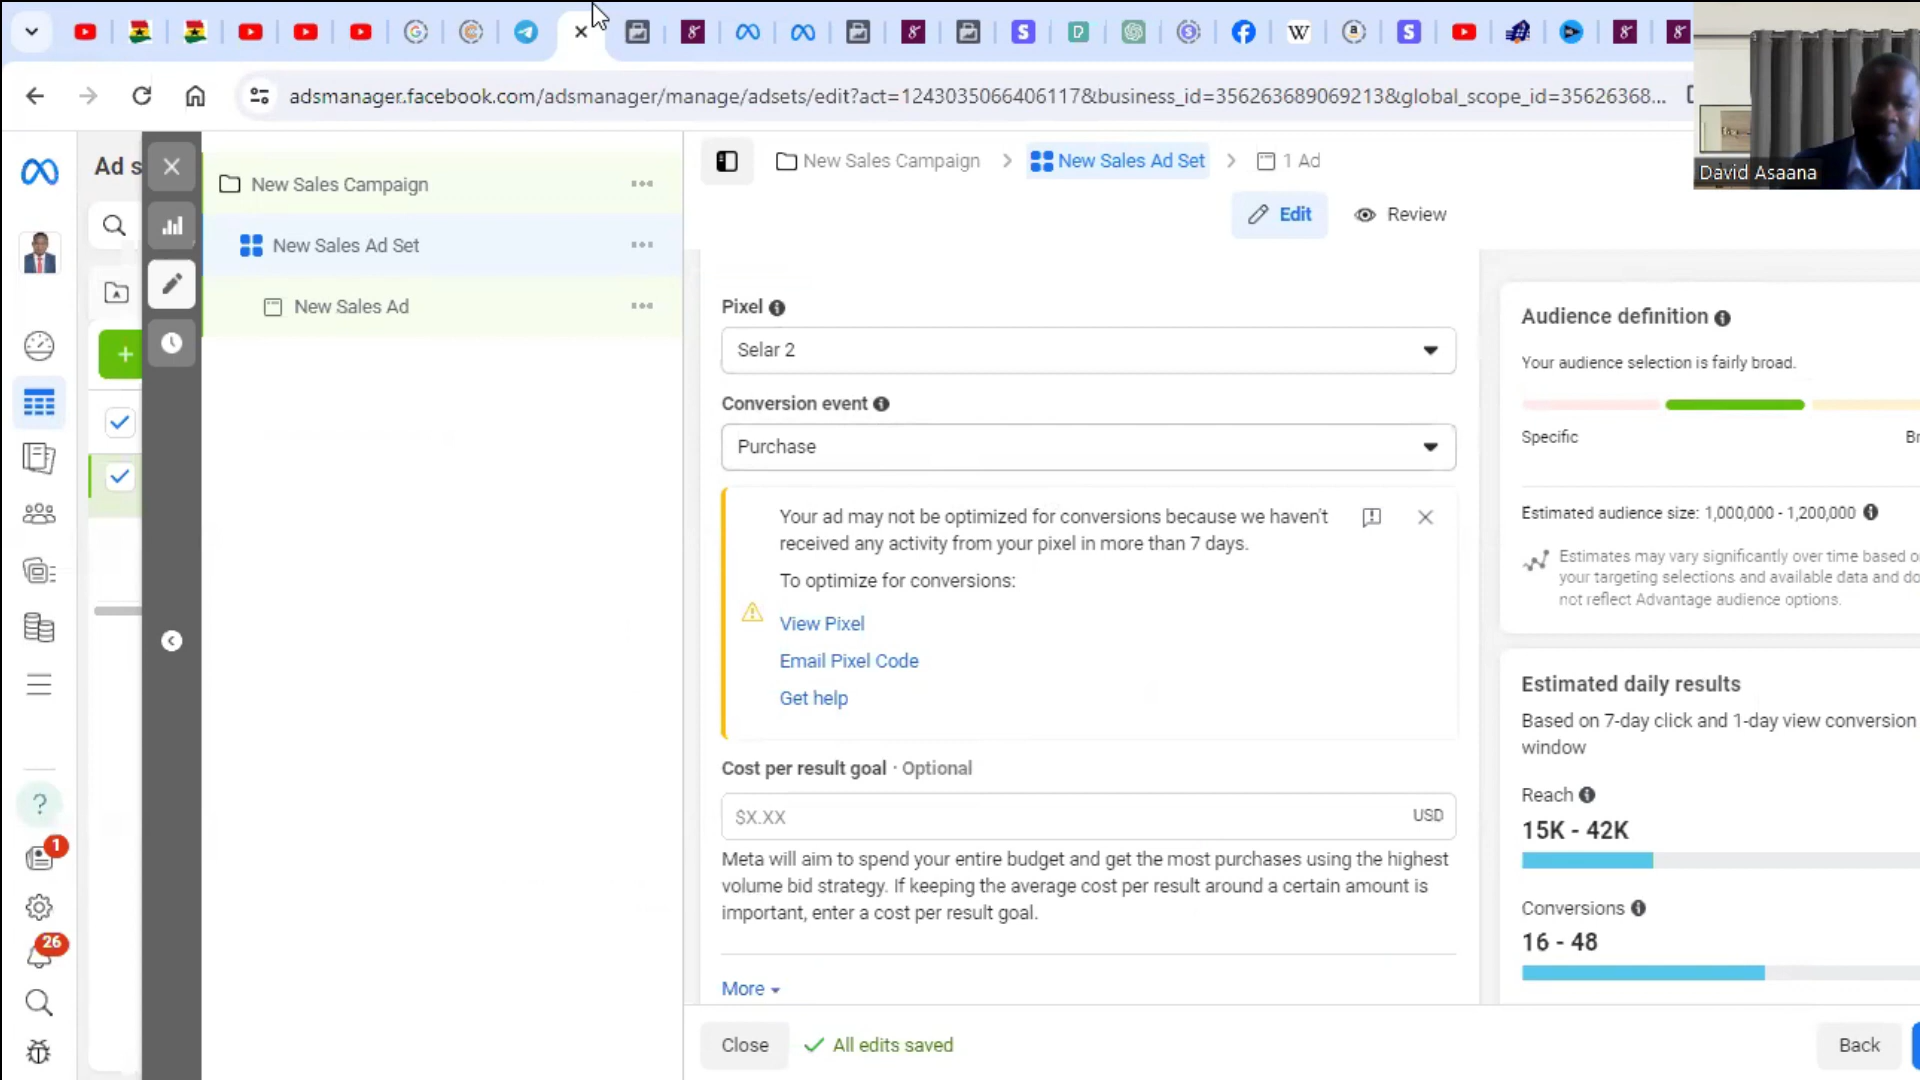 adsmanager.facebook.com/adsmanager/manage/adsets/edit?act=1243035066406117&business_id=356263689069213&global_scope_id=35626368...
David Asaana
Ad s
New Sales Campaign
New Sales Ad Set
New Sales Ad
New Sales Campaign
New Sales Ad Set
1 Ad
Edit
Review
Pixel
Selar 2
Conversion event
Purchase
Your ad may not be optimized for conversions because we haven't
received any activity from your pixel in more than 7 days.
To optimize for conversions:
View Pixel
Email Pixel Code
Get help
Cost per result goal · Optional
$X.XX
USD
Meta will aim to spend your entire budget and get the most purchases using the highest
volume bid strategy. If keeping the average cost per result around a certain amount is
important, enter a cost per result goal.
More
Close
All edits saved
Back
Audience definition
Your audience selection is fairly broad.
Specific
Br
Estimated audience size: 1,000,000 - 1,200,000
Estimates may vary significantly over time based o
your targeting selections and available data and do
not reflect Advantage audience options.
Estimated daily results
Based on 7-day click and 1-day view conversion
window
Reach
15K - 42K
Conversions
16 - 48
1
26